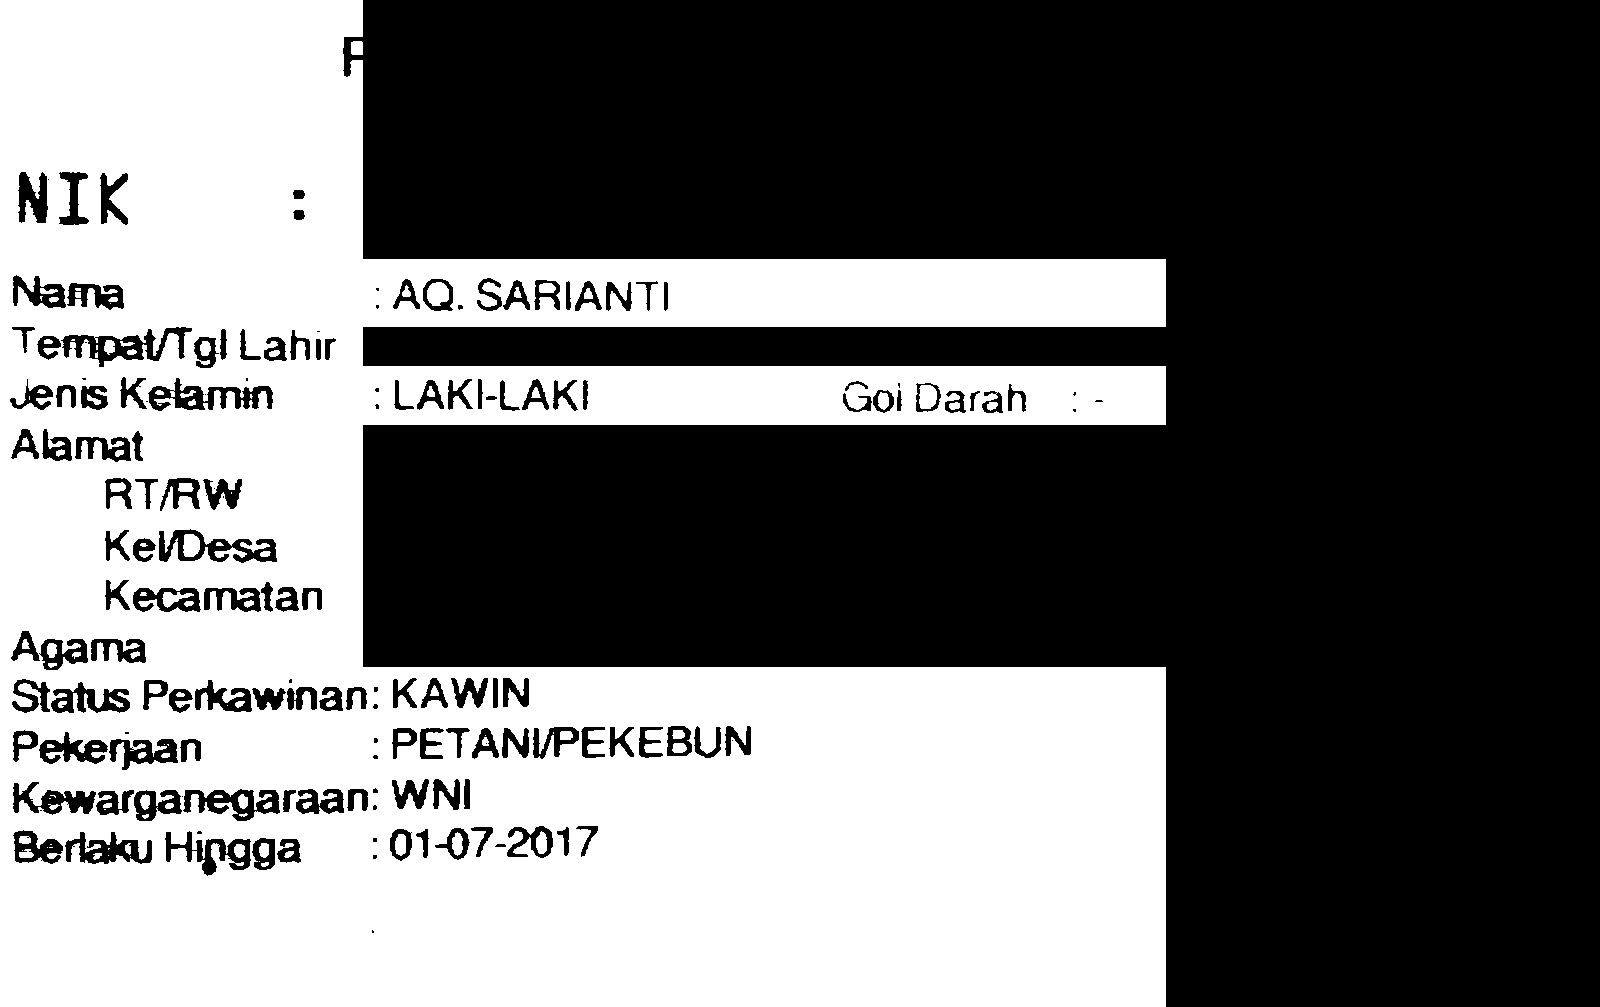 NIK :
Nama : AQ. SARIANTI
Tempat/Tgl Lahir
Jenis Kelamin : LAKI-LAKI Gol Darah : -
Alamat
RT/RW
Kel/Desa
Kecamatan
Agama
Status Perkawinan: KAWIN
Pekerjaan : PETANI/PEKEBUN
Kewarganegaraan: WNI
Berlaku Hingga : 01-07-2017